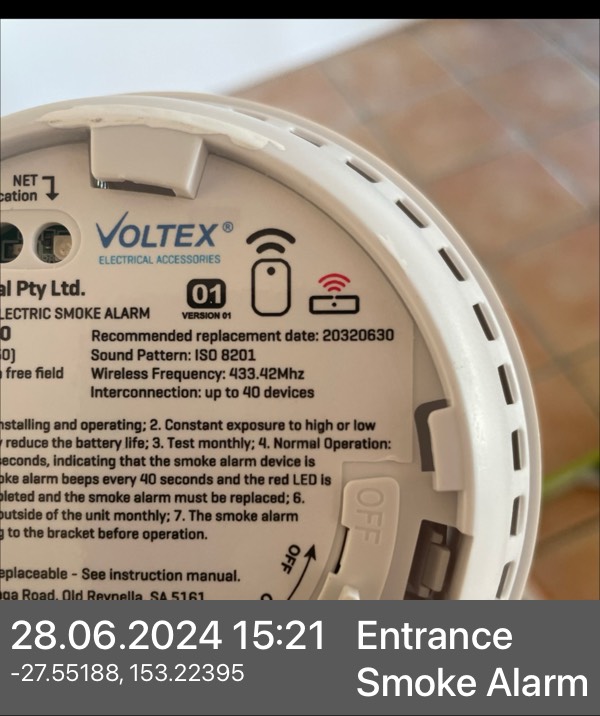 NET
cation
VOLTEX®
ELECTRICAL ACCESSORIES
al Pty Ltd.
LECTRIC SMOKE ALARM
01
VERSION 01
0
Recommended replacement date: 20320630
Sound Pattern: ISO 8201
free field
Wireless Frequency: 433.42Mhz
Interconnection: up to 40 devices
nstalling and operating; 2. Constant exposure to high or low
reduce the battery life; 3. Test monthly; 4. Normal Operation:
seconds, indicating that the smoke alarm device is
oke alarm beeps every 40 seconds and the red LED is
pleted and the smoke alarm must be replaced; 6.
outside of the unit monthly; 7. The smoke alarm
g to the bracket before operation.
OFF
OFF
eplaceable - See instruction manual.
Road, Old Reynella, SA 5161
28.06.2024 15:21
-27.55188, 153.22395
Entrance
Smoke Alarm